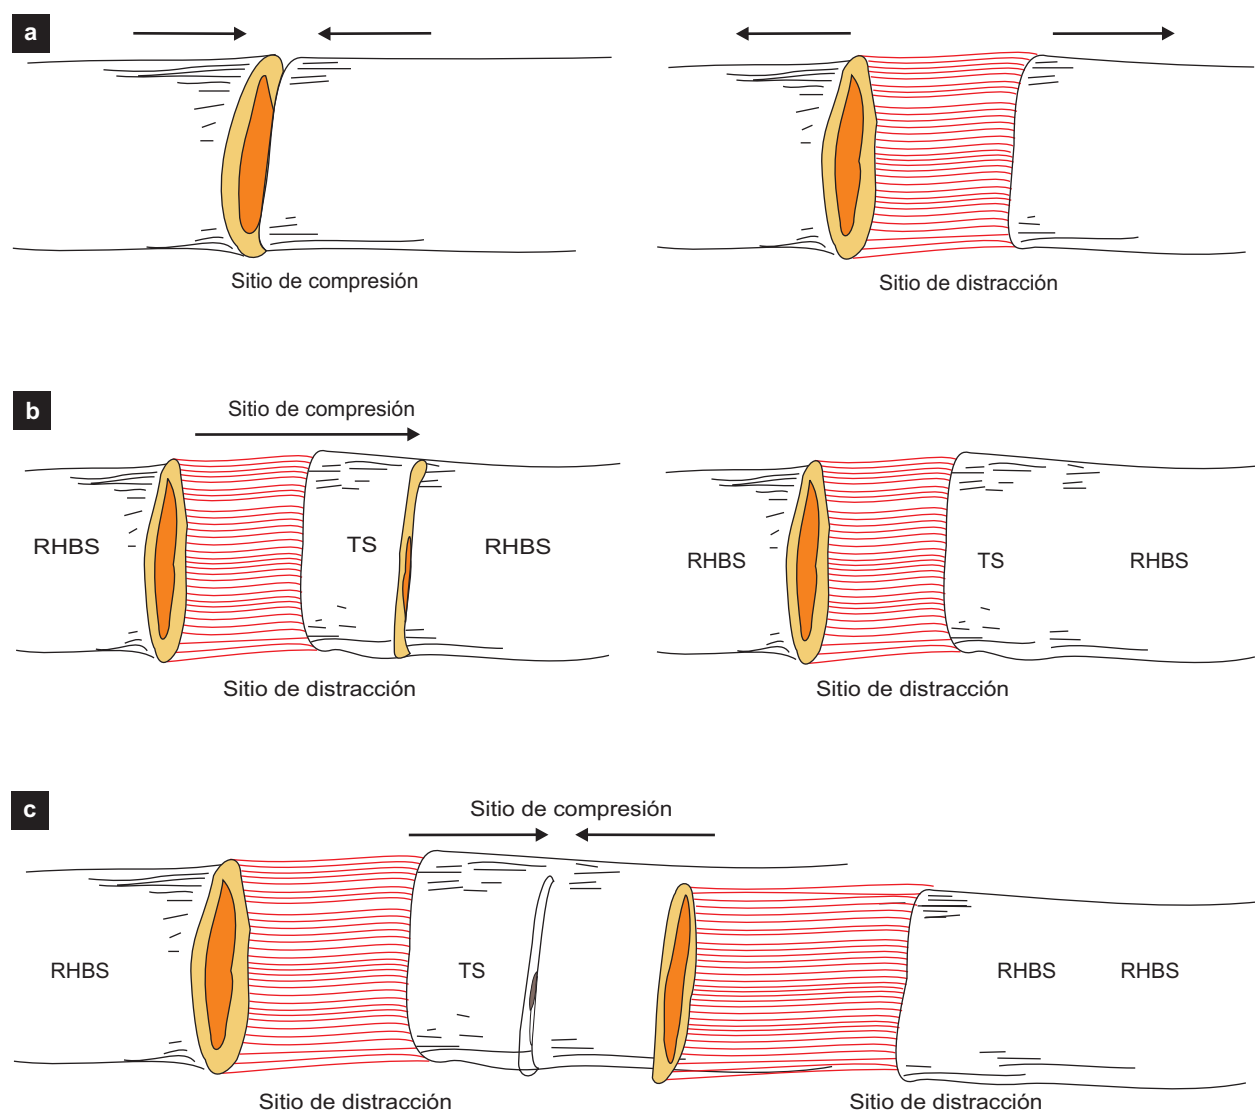 a
Sitio de compresión
Sitio de distracción
b
Sitio de compresión
RHBS
TS
RHBS
RHBS
TS
RHBS
Sitio de distracción
Sitio de distracción
c
Sitio de compresión
RHBS
TS
RHBS
RHBS
Sitio de distracción
Sitio de distracción